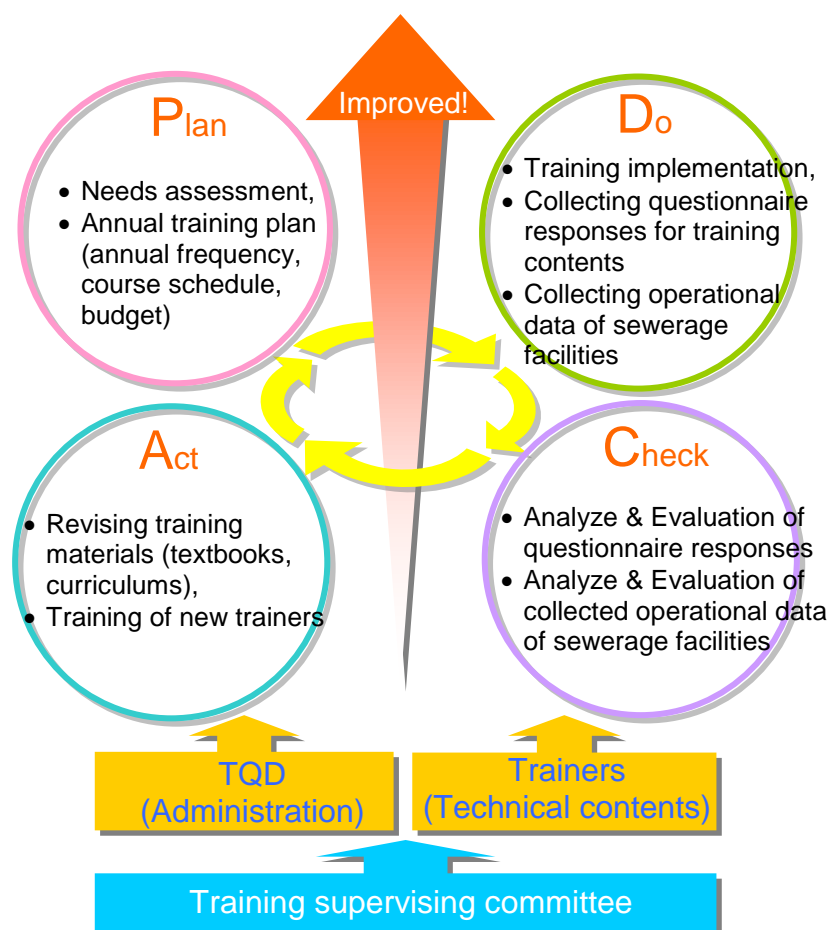 Improved!
Plan
• Needs assessment,
• Annual training plan
(annual frequency,
course schedule,
budget)
Do
• Training implementation,
• Collecting questionnaire
responses for training
contents
• Collecting operational
data of sewerage
facilities
Act
• Revising training
materials (textbooks,
curriculums),
• Training of new trainers
Check
• Analyze & Evaluation of
questionnaire responses
• Analyze & Evaluation of
collected operational data
of sewerage facilities
TQD
(Administration)
Trainers
(Technical contents)
Training supervising committee